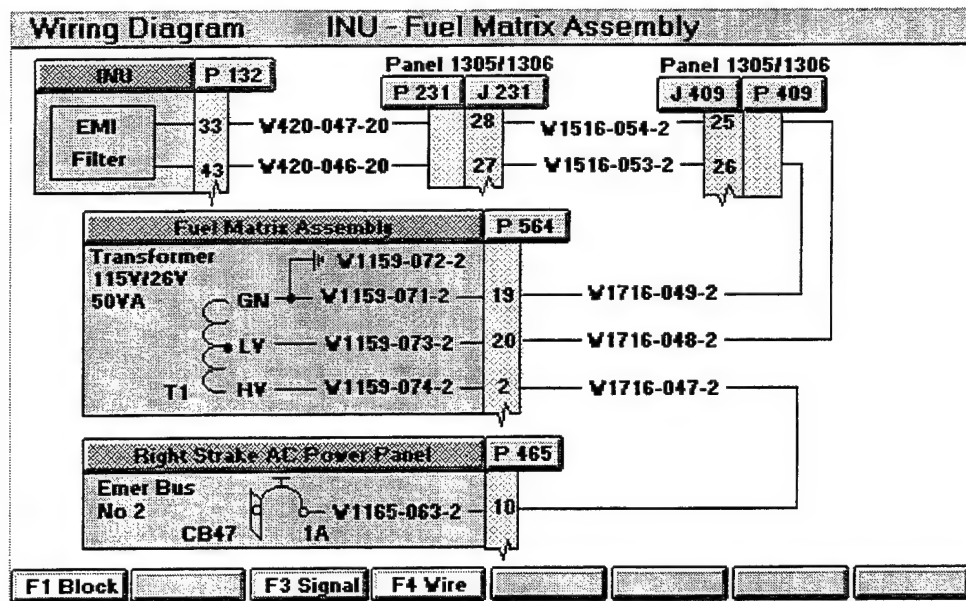 Wiring Diagram INU - Fuel Matrix Assembly
INU P 132 Panel 1305/1306 Panel 1305/1306
P 231 J 231 J 409 P 409
EMI Filter
33 W420-047-20 28 W1516-054-2 25
43 W420-046-20 27 W1516-053-2 26
Fuel Matrix Assembly P 564
Transformer
115V/26V
50VA
W1159-072-2
GN W1159-071-2 19 W1716-049-2
LV W1159-073-2 20 W1716-048-2
T1 HV W1159-074-2 2 W1716-047-2
Right Strake AC Power Panel P 465
Emer Bus
No 2
CB47 1A W1165-063-2 10
F1 Block F3 Signal F4 Wire